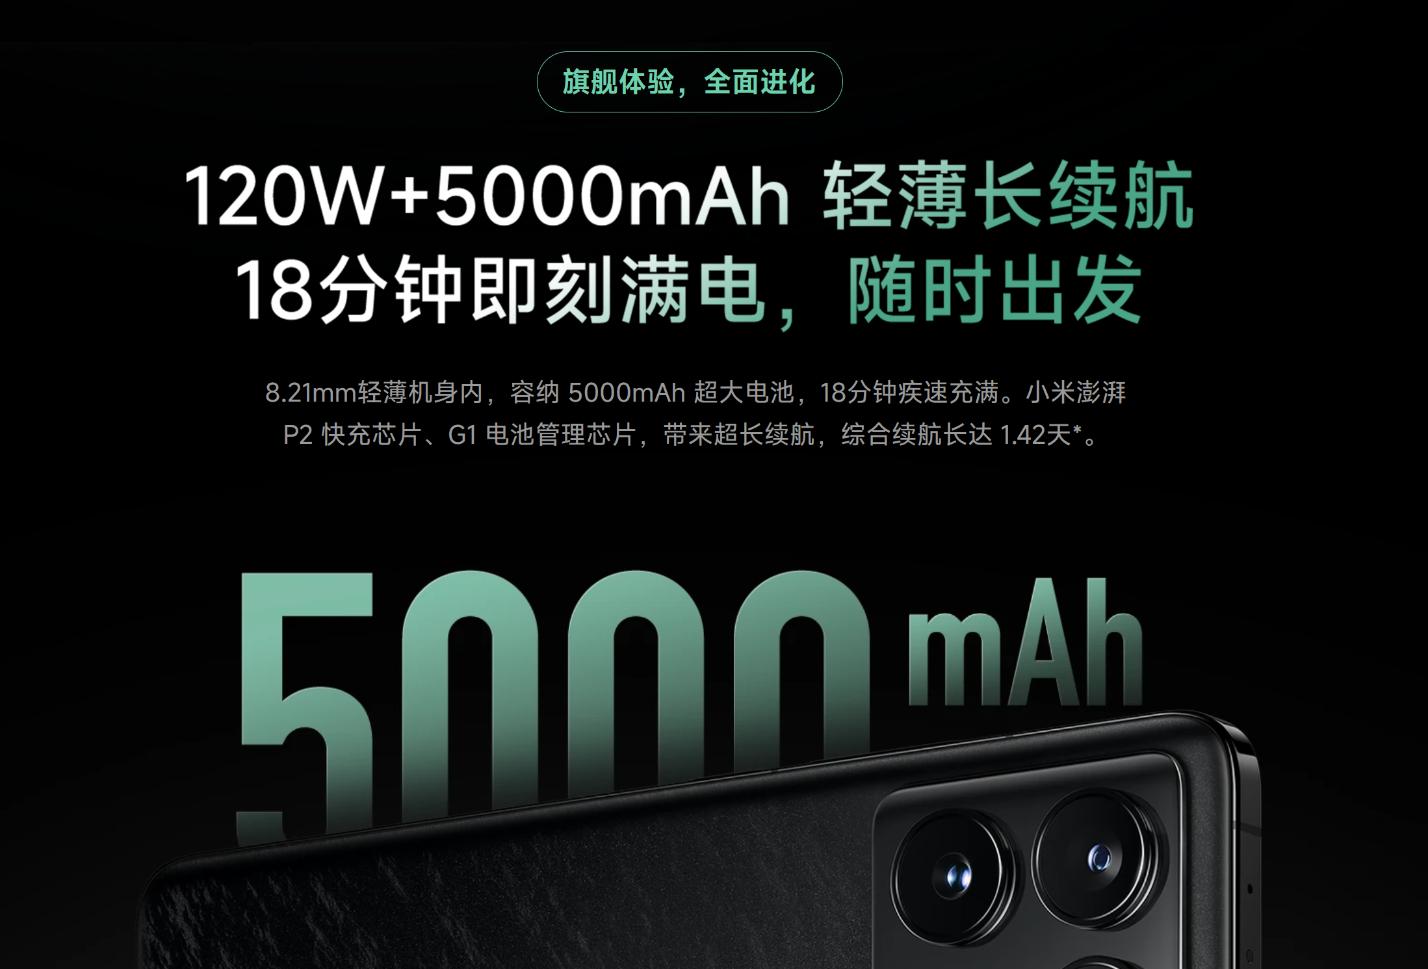 旗舰体验，全面进化
120W+5000mAh 轻薄长续航
18分钟即刻满电，随时出发
8.21mm轻薄机身内，容纳 5000mAh 超大电池，18分钟疾速充满。小米澎湃
P2 快充芯片、G1 电池管理芯片，带来超长续航，综合续航长达 1.42天*。
5000 mAh